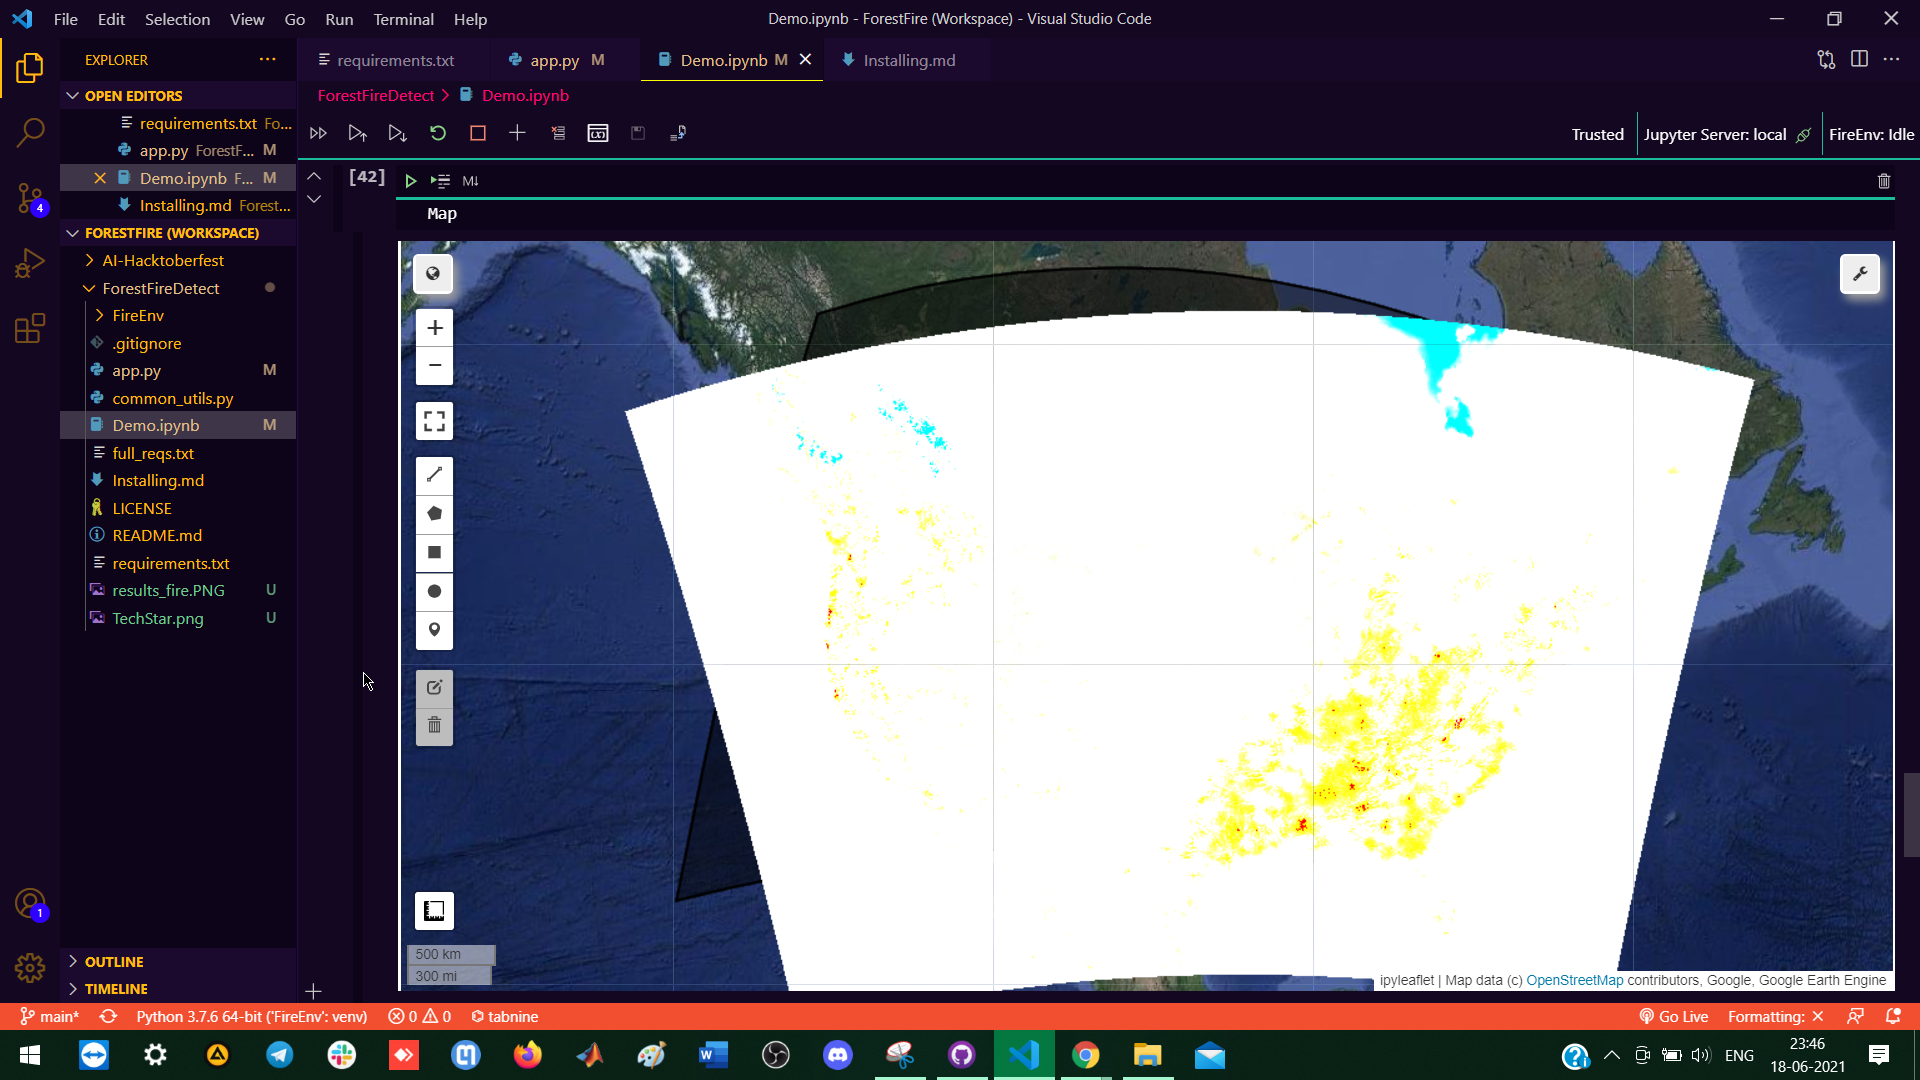 File Edit Selection View Go Run Terminal Help
Demo.ipynb - ForestFire (Workspace) - Visual Studio Code
EXPLORER
requirements.txt
app.py M
Demo.ipynb M
Installing.md
OPEN EDITORS
requirements.txt Fo...
app.py ForestF... M
Demo.ipynb F... M
Installing.md Forest...
FORESTFIRE (WORKSPACE)
AI-Hacktoberfest
ForestFireDetect
FireEnv
.gitignore
app.py M
common_utils.py
Demo.ipynb M
full_reqs.txt
Installing.md
LICENSE
README.md
requirements.txt
results_fire.PNG U
TechStar.png U
OUTLINE
TIMELINE
4
1
ForestFireDetect > Demo.ipynb
Trusted
Jupyter Server: local
FireEnv: Idle
[42]
M↓
Map
+
−
500 km
300 mi
ipyleaflet | Map data (c) OpenStreetMap contributors, Google, Google Earth Engine
main*
Python 3.7.6 64-bit ('FireEnv': venv)
0 0
tabnine
Go Live
Formatting: ×
ENG
23:46
18-06-2021